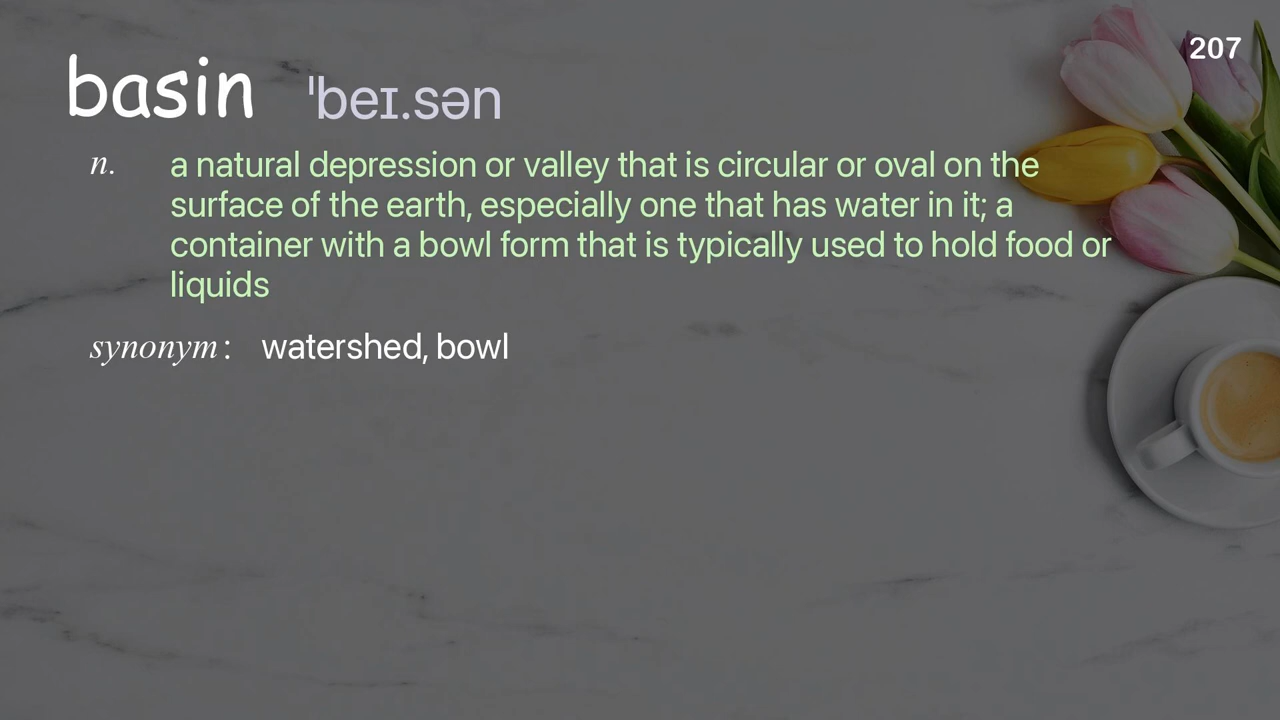 207
basin ˈbeɪ.sən
n. a natural depression or valley that is circular or oval on the
surface of the earth, especially one that has water in it; a
container with a bowl form that is typically used to hold food or
liquids
synonym: watershed, bowl